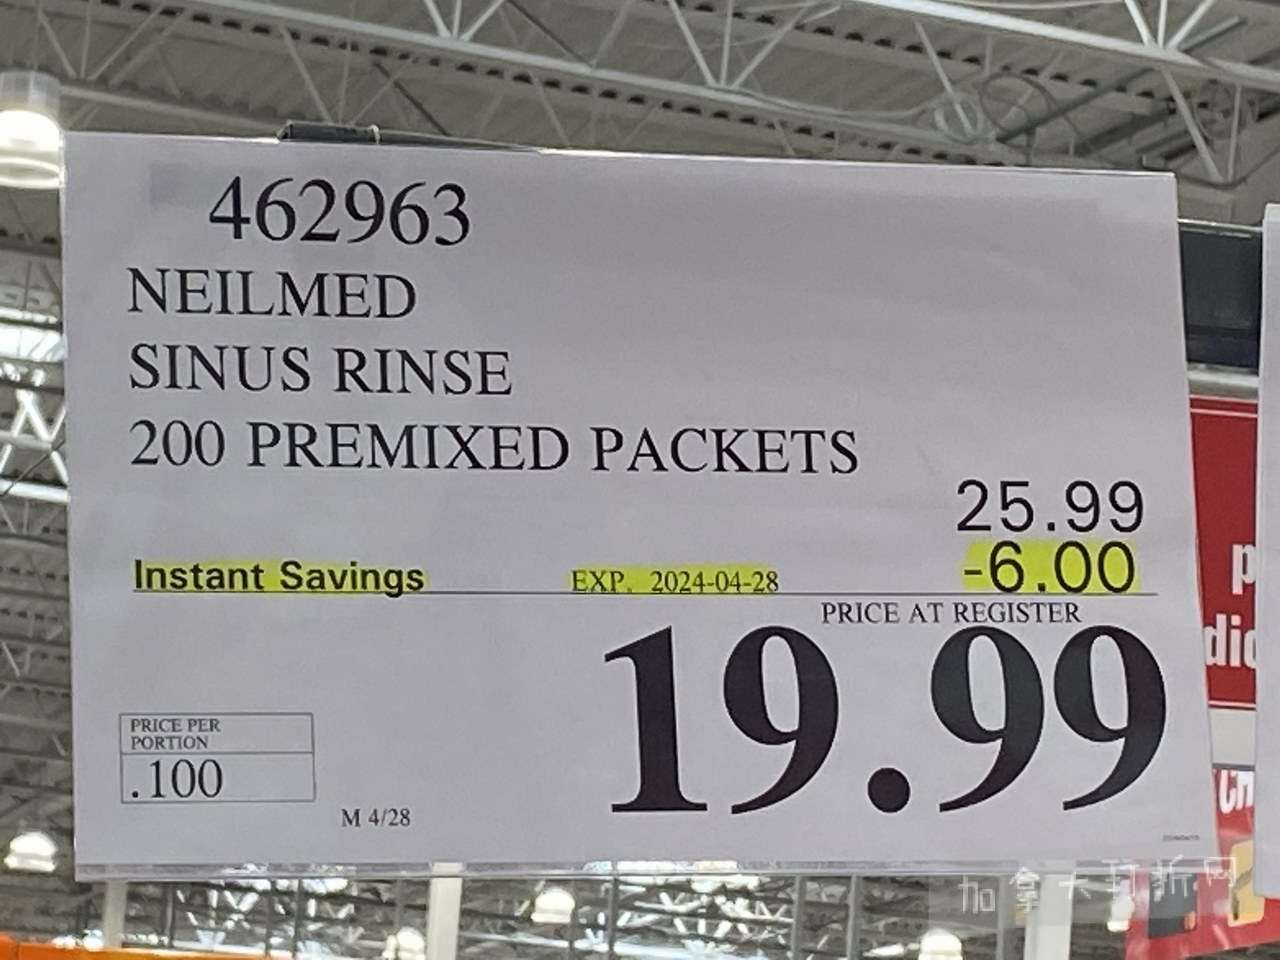 462963
NEILMED
SINUS RINSE
200 PREMIXED PACKETS
25.99
Instant Savings EXP. 2024-04-28 -6.00
PRICE AT REGISTER
19.99
PRICE PER
PORTION
.100
M 4/28
p
dic
加拿大打折网